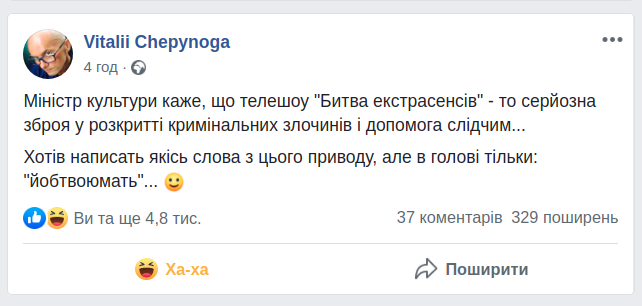 Vitalii Chepynoga
4 год ·
Міністр культури каже, що телешоу "Битва екстрасенсів" - то серйозна
зброя у розкритті кримінальних злочинів і допомога слідчим...
Хотів написать якісь слова з цього приводу, але в голові тільки:
"йобтвоюмать"... 🙂
Ви та ще 4,8 тис. 37 коментарів 329 поширень
Ха-ха Поширити